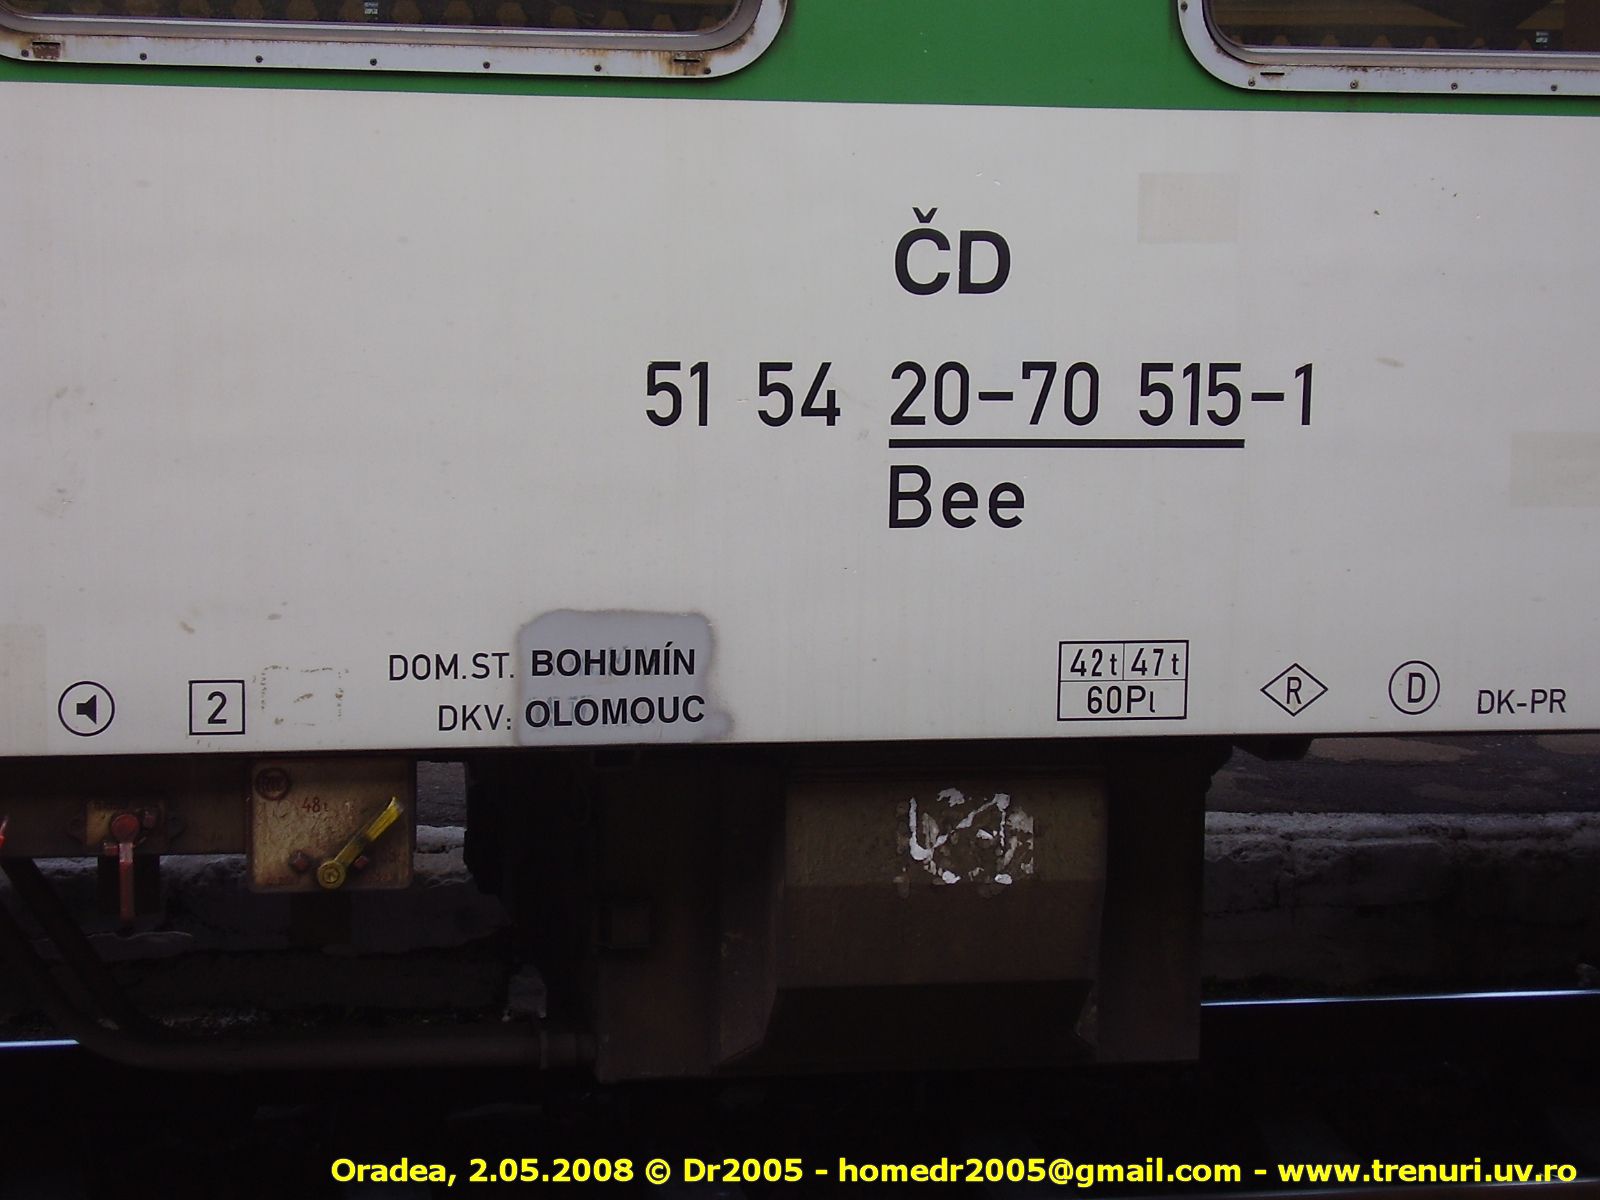 ČD
51 54 20-70 515-1
Bee
DOM.ST. BOHUMÍN
DKV: OLOMOUC
2
42t 47t
60Pl
R
D
DK-PR
48t
Oradea, 2.05.2008 © Dr2005 - homedr2005@gmail.com - www.trenuri.uv.ro